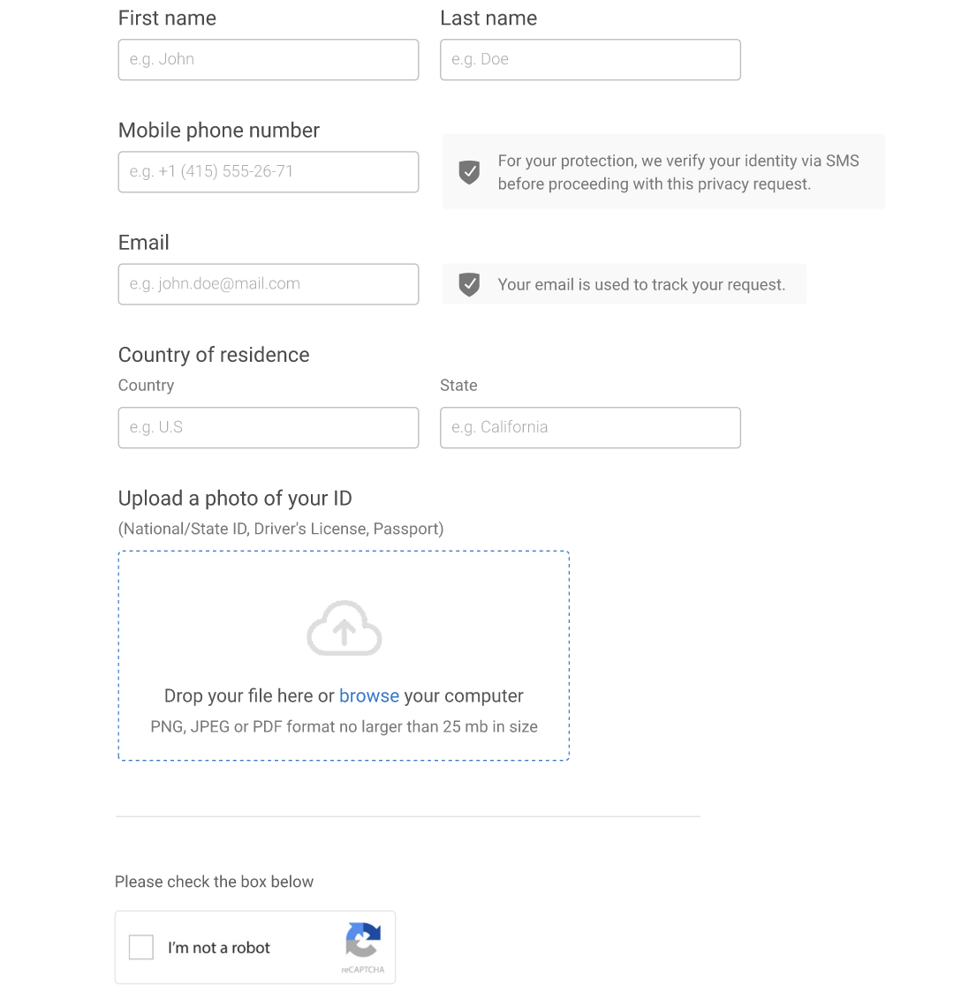 First name
Last name
e.g. John
e.g. Doe
Mobile phone number
e.g. +1 (415) 555-26-71
For your protection, we verify your identity via SMS
before proceeding with this privacy request.
Email
e.g. john.doe@mail.com
Your email is used to track your request.
Country of residence
Country
State
e.g. U.S
e.g. California
Upload a photo of your ID
(National/State ID, Driver's License, Passport)
Drop your file here or browse your computer
PNG, JPEG or PDF format no larger than 25 mb in size
Please check the box below
I'm not a robot
reCAPTCHA